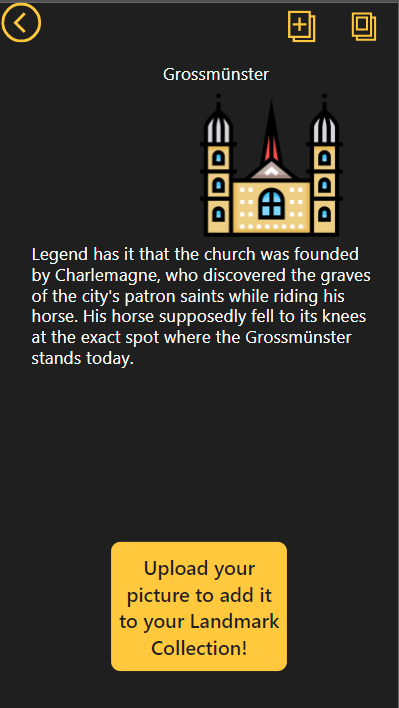 Grossmünster
Legend has it that the church was founded
by Charlemagne, who discovered the graves
of the city's patron saints while riding his
horse. His horse supposedly fell to its knees
at the exact spot where the Grossmünster
stands today.
Upload your
picture to add it
to your Landmark
Collection!